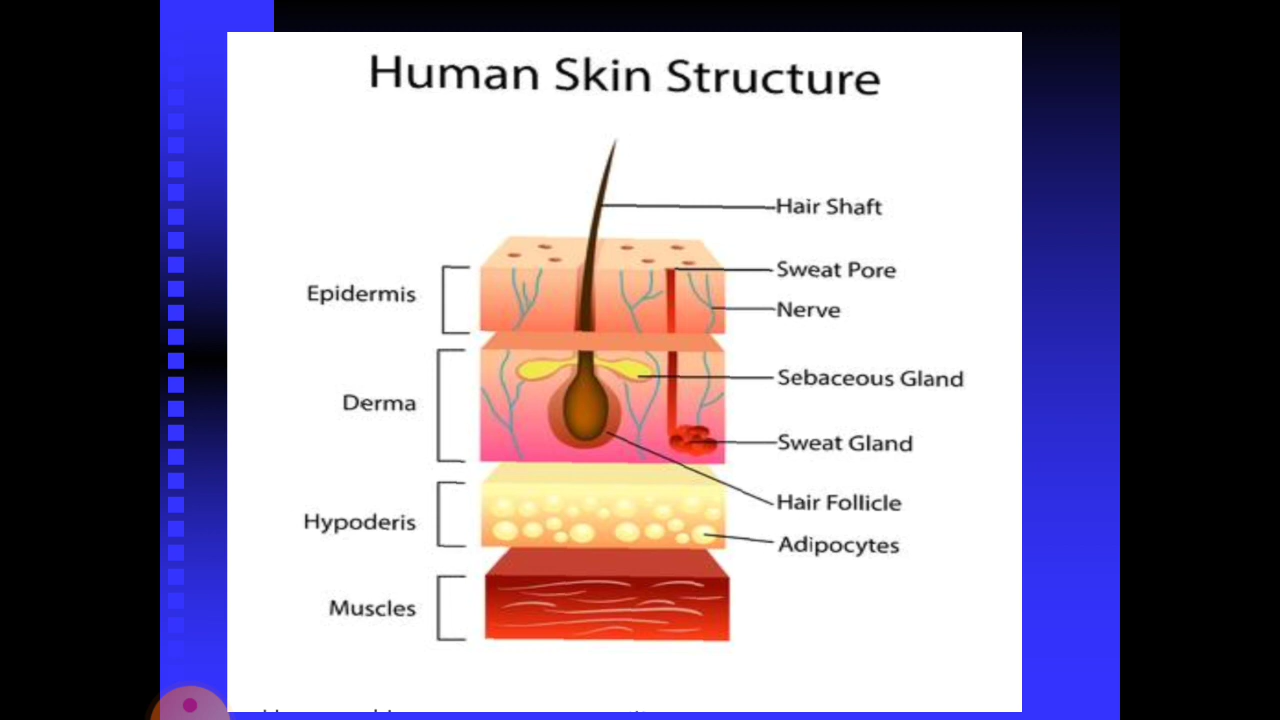 Human Skin Structure
Hair Shaft
Sweat Pore
Epidermis
Nerve
Sebaceous Gland
Derma
Sweat Gland
Hair Follicle
Hypoderis
Adipocytes
Muscles